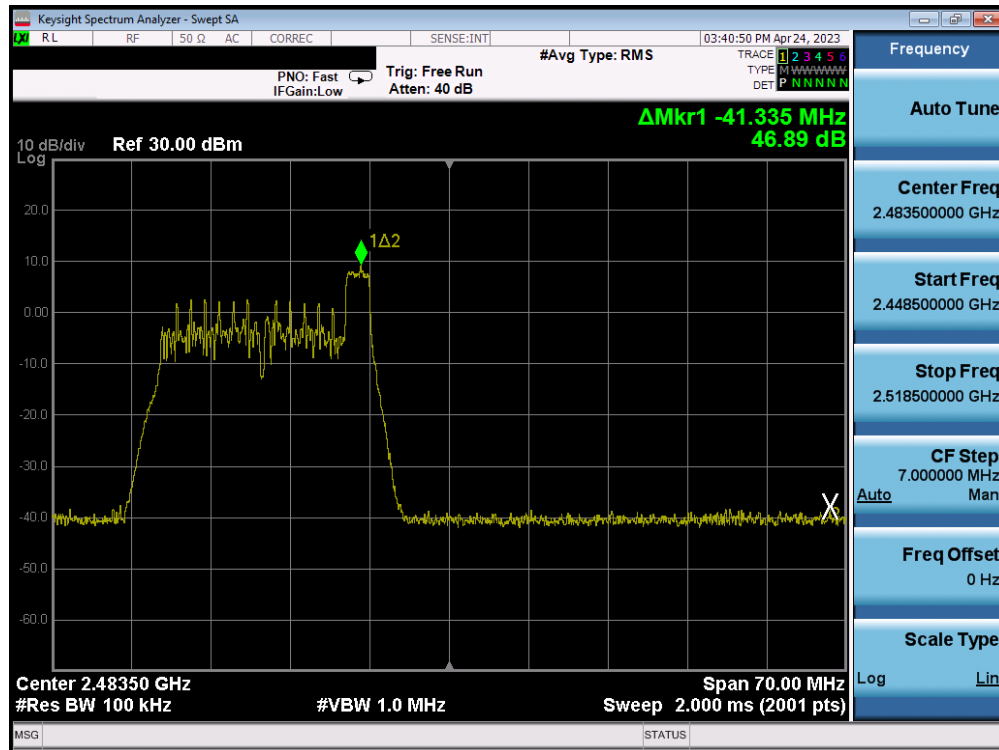 Keysight Spectrum Analyzer - Swept SA
LXI RL RF 50 Ω AC CORREC SENSE:INT 03:40:50 PM Apr 24, 2023
PNO: Fast
IFGain:Low
Trig: Free Run
Atten: 40 dB
#Avg Type: RMS
TRACE 1 2 3 4 5 6
TYPE M WWWWW
DET P N N N N N
ΔMkr1 -41.335 MHz
46.89 dB
10 dB/div
Log
Ref 30.00 dBm
20.0
10.0
0.00
-10.0
-20.0
-30.0
-40.0
-50.0
-60.0
1Δ2
X
Center 2.48350 GHz Span 70.00 MHz
#Res BW 100 kHz #VBW 1.0 MHz Sweep 2.000 ms (2001 pts)
MSG STATUS
Frequency
Auto Tune
Center Freq
2.483500000 GHz
Start Freq
2.448500000 GHz
Stop Freq
2.518500000 GHz
CF Step
7.000000 MHz
Auto Man
Freq Offset
0 Hz
Scale Type
Log Lin